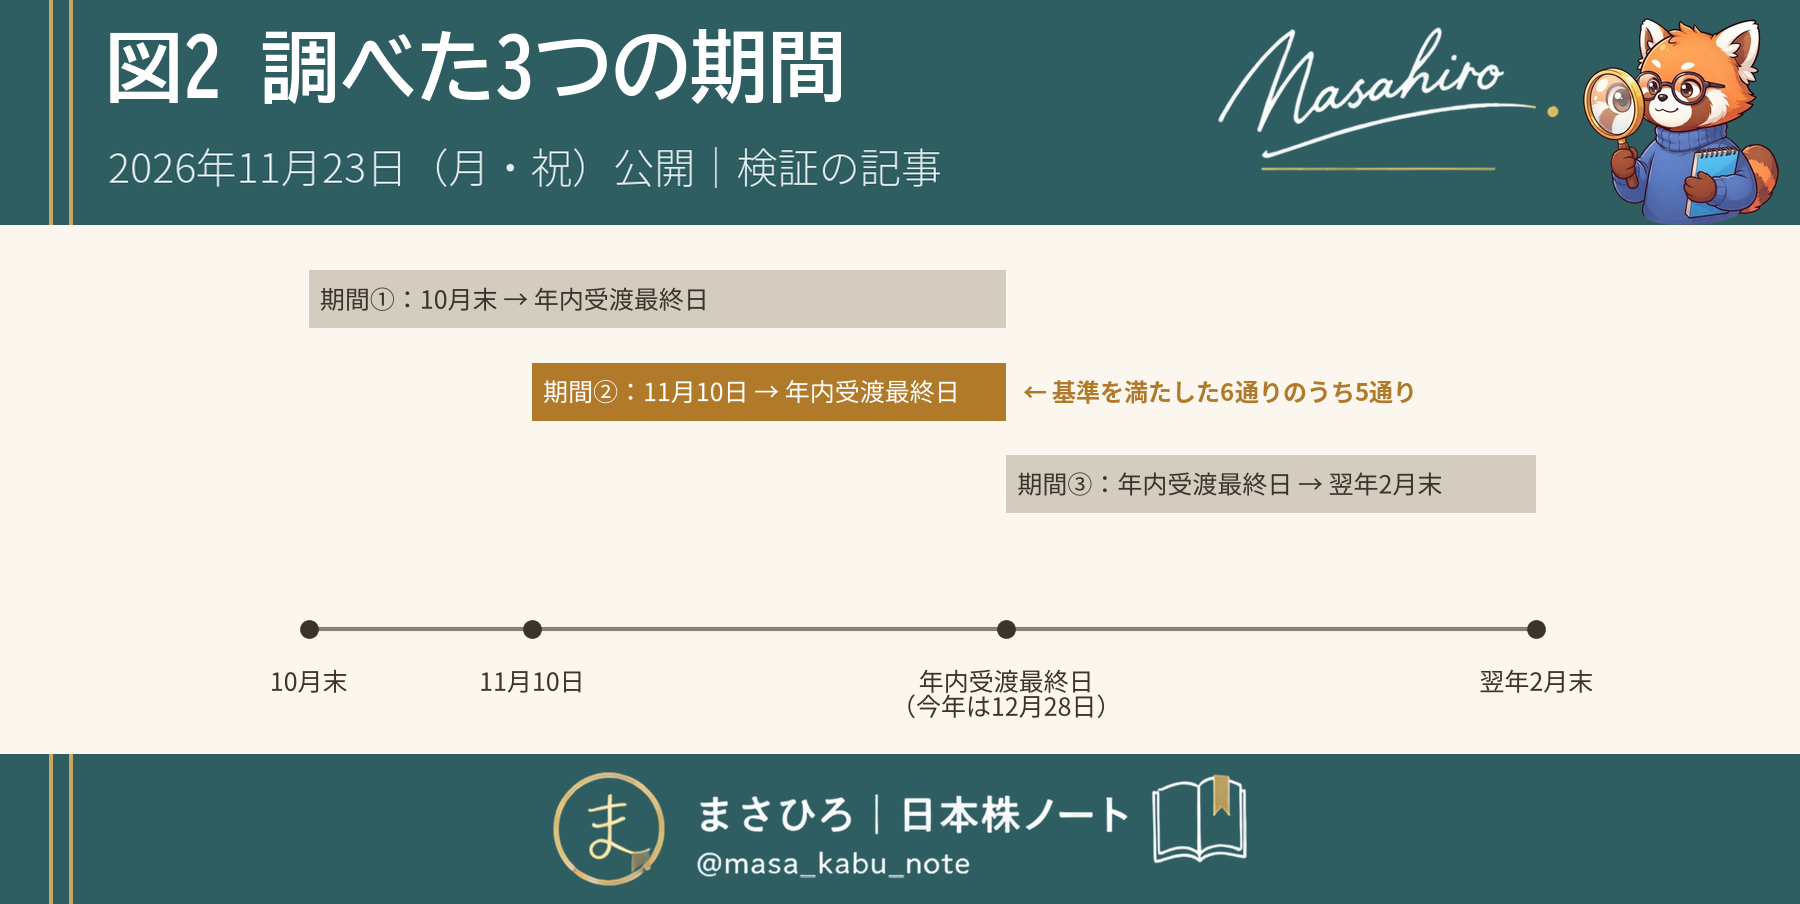 図2 調べた3つの期間
2026年11月23日（月・祝）公開｜検証の記事
Masahiro
期間①：10月末 → 年内受渡最終日
期間②：11月10日 → 年内受渡最終日
← 基準を満たした6通りのうち5通り
期間③：年内受渡最終日 → 翌年2月末
10月末
11月10日
年内受渡最終日
（今年は12月28日）
翌年2月末
ま
まさひろ｜日本株ノート
@masa_kabu_note